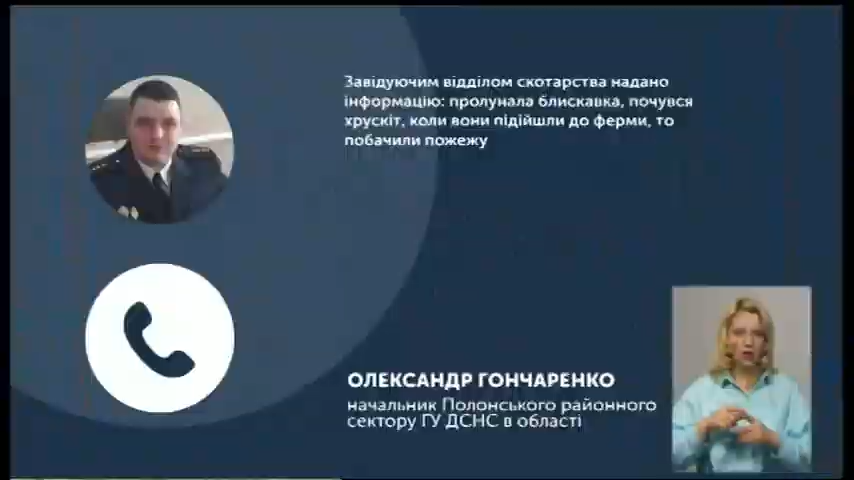 Завідуючим відділом скотарства надано
інформацію: пролунала блискавка, почувся
хрускіт, коли вони підійшли до ферми, то
побачили пожежу
ОЛЕКСАНДР ГОНЧАРЕНКО
начальник Полонського районного
сектору ГУ ДСНС в області